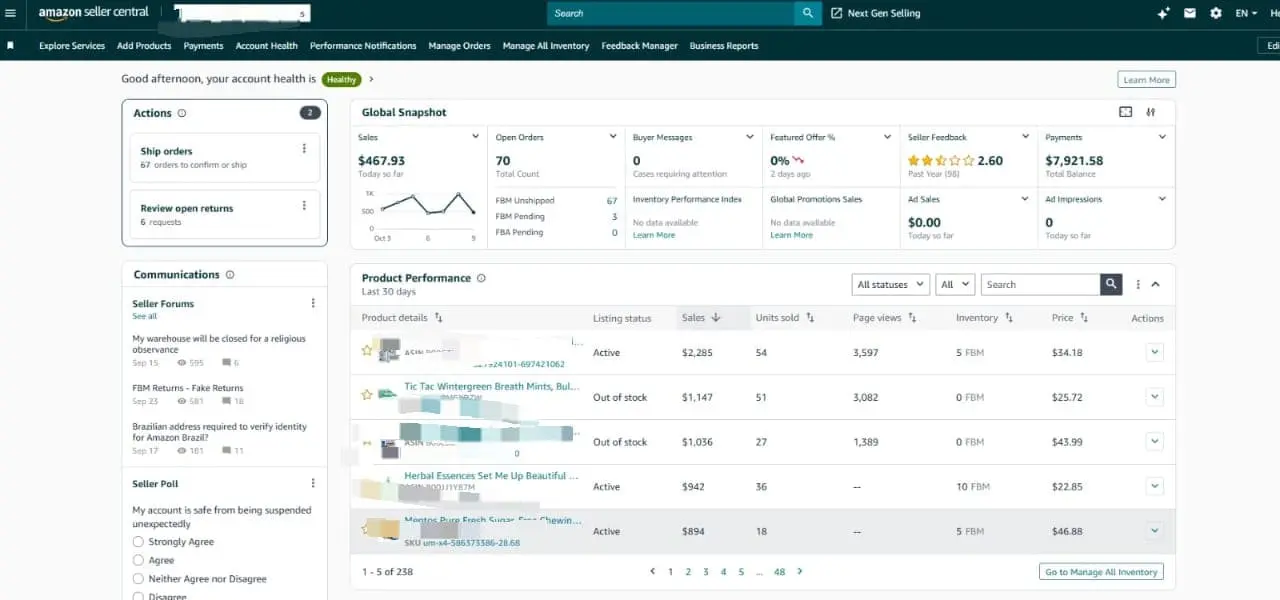 amazon seller central
s
Search
Next Gen Selling
EN
Explore Services Add Products Payments Account Health Performance Notifications Manage Orders Manage All Inventory Feedback Manager Business Reports
Good afternoon, your account health is Healthy
Learn More
Actions
2
Ship orders
67 orders to confirm or ship
Review open returns
6 requests
Communications
Seller Forums
See all
My warehouse will be closed for a religious
observance
Sep 15 595 6
FBM Returns - Fake Returns
Sep 23 581 18
Brazilian address required to verify identity
for Amazon Brazil?
Sep 17 161 11
Seller Poll
My account is safe from being suspended
unexpectedly
Strongly Agree
Agree
Neither Agree nor Disagree
Disagree
Global Snapshot
Sales
$467.93
Today so far
1K
500
0
Oct 3 6 9
Open Orders
70
Total Count
FBM Unshipped 67
FBM Pending 3
FBA Pending 0
Buyer Messages
0
Cases requiring attention
Inventory Performance Index
No data available
Learn More
Featured Offer %
0%
2 days ago
Global Promotions Sales
No data available
Learn More
Seller Feedback
2.60
Past Year (98)
Ad Sales
$0.00
Today so far
Payments
$7,921.58
Total Balance
Ad Impressions
0
Today so far
Product Performance
Last 30 days
All statuses All Search
Product details Listing status Sales Units sold Page views Inventory Price Actions
ASIN
Active $2,285 54 3,597 5 FBM $34.18
Tic Tac Wintergreen Breath Mints, Bul...
Out of stock $1,147 51 3,082 0 FBM $25.72
ASIN
Out of stock $1,036 27 1,389 0 FBM $43.99
0
Herbal Essences Set Me Up Beautiful ...
Active $942 36 -- 10 FBM $22.85
Mentos Pure Fresh Sugar-Free Chewin...
Active $894 18 -- 5 FBM $46.88
SKU um-x4-586373386-28.68
1 - 5 of 238
1 2 3 4 5 ... 48
Go to Manage All Inventory